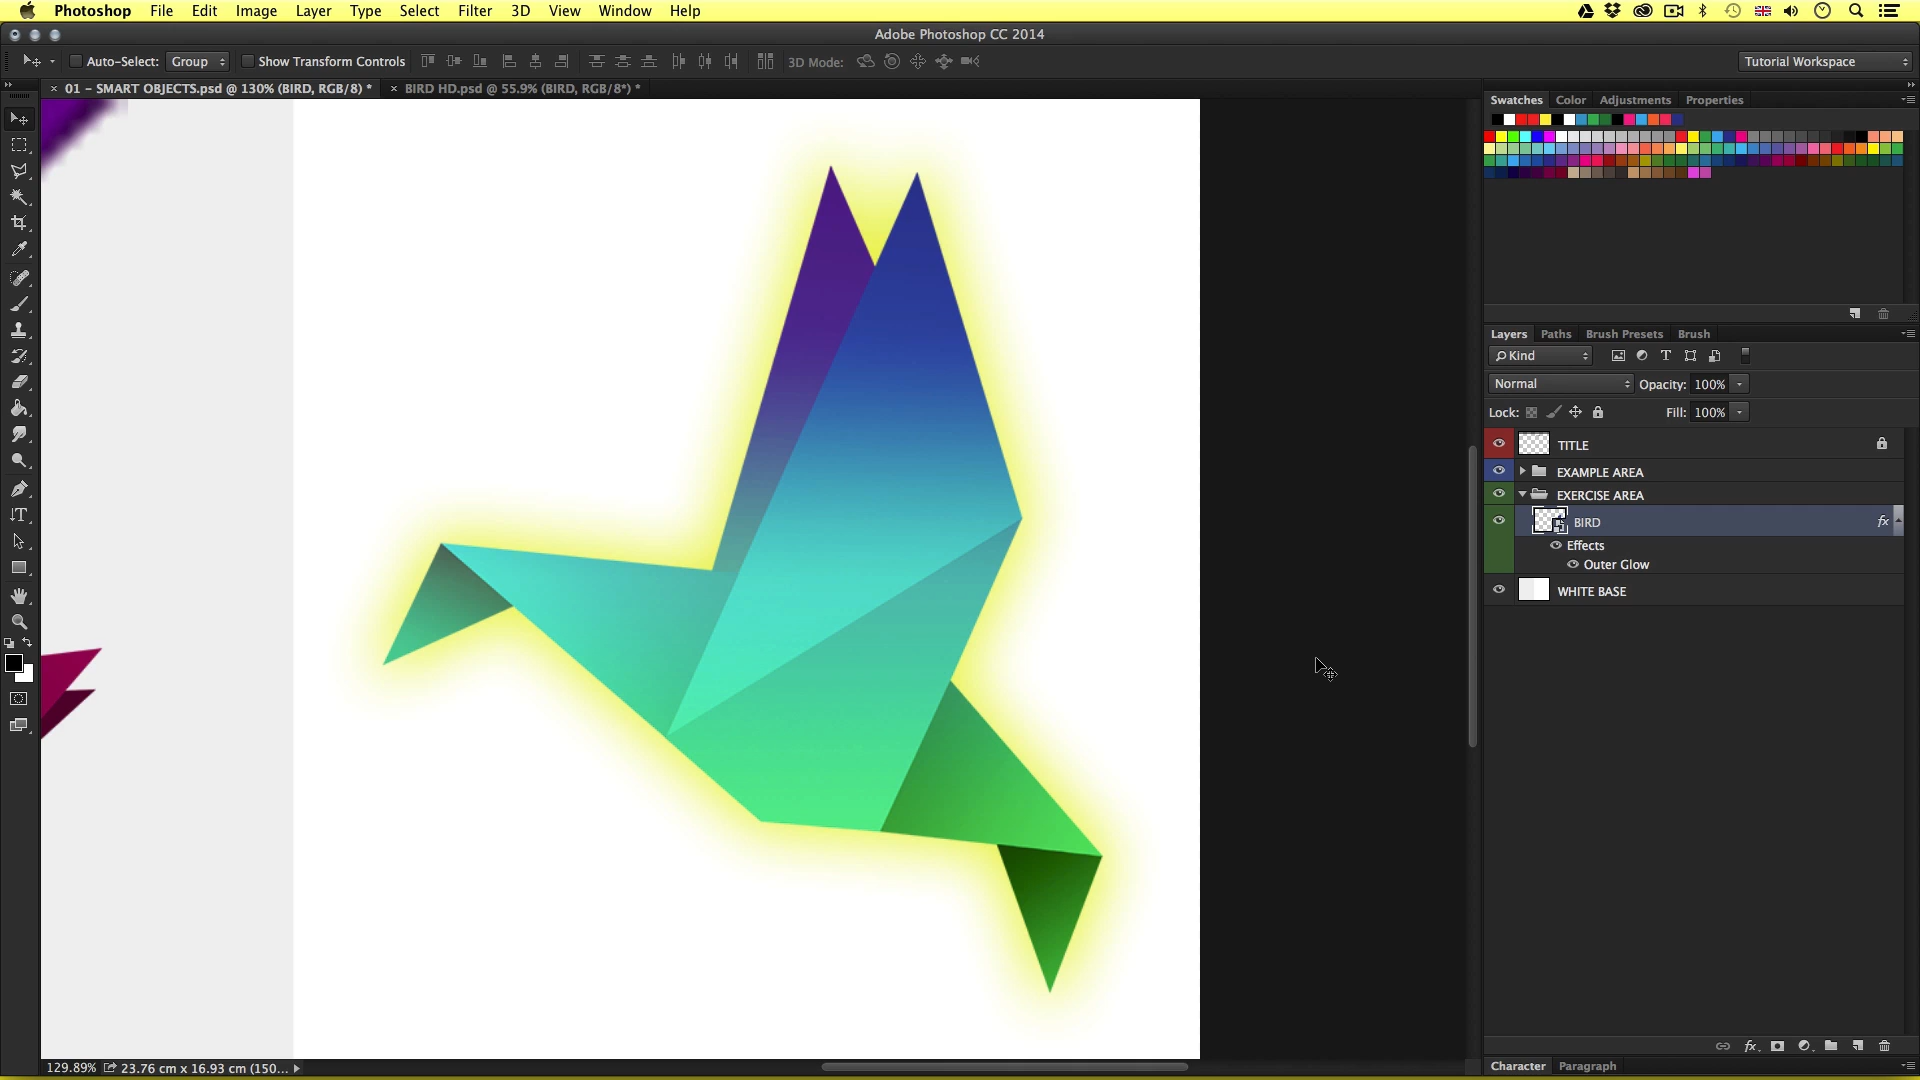 Photoshop File Edit Image Layer Type Select Filter 3D View Window Help
Adobe Photoshop CC 2014
Auto-Select: Group Show Transform Controls 3D Mode: Tutorial Workspace
× 01 - SMART OBJECTS.psd @ 130% (BIRD, RGB/8) * × BIRD HD.psd @ 55.9% (BIRD, RGB/8*) *
Swatches Color Adjustments Properties
Layers Paths Brush Presets Brush
Kind
Normal Opacity: 100%
Lock: Fill: 100%
TITLE
EXAMPLE AREA
EXERCISE AREA
BIRD fx
Effects
Outer Glow
WHITE BASE
fx
129.89% 23.76 cm x 16.93 cm (150...
Character Paragraph